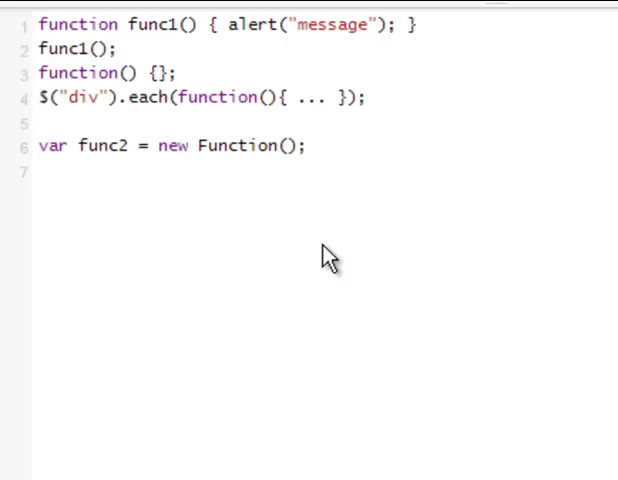 1 function func1() { alert("message"); }
2 func1();
3 function() {};
4 $("div").each(function(){ ... });
5
6 var func2 = new Function();
7